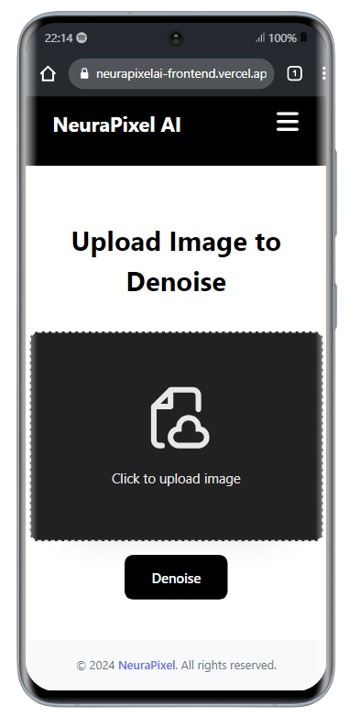 22:14 100%
neurapixelai-frontend.vercel.ap 1
NeuraPixel AI
Upload Image to
Denoise
Click to upload image
Denoise
© 2024 NeuraPixel. All rights reserved.